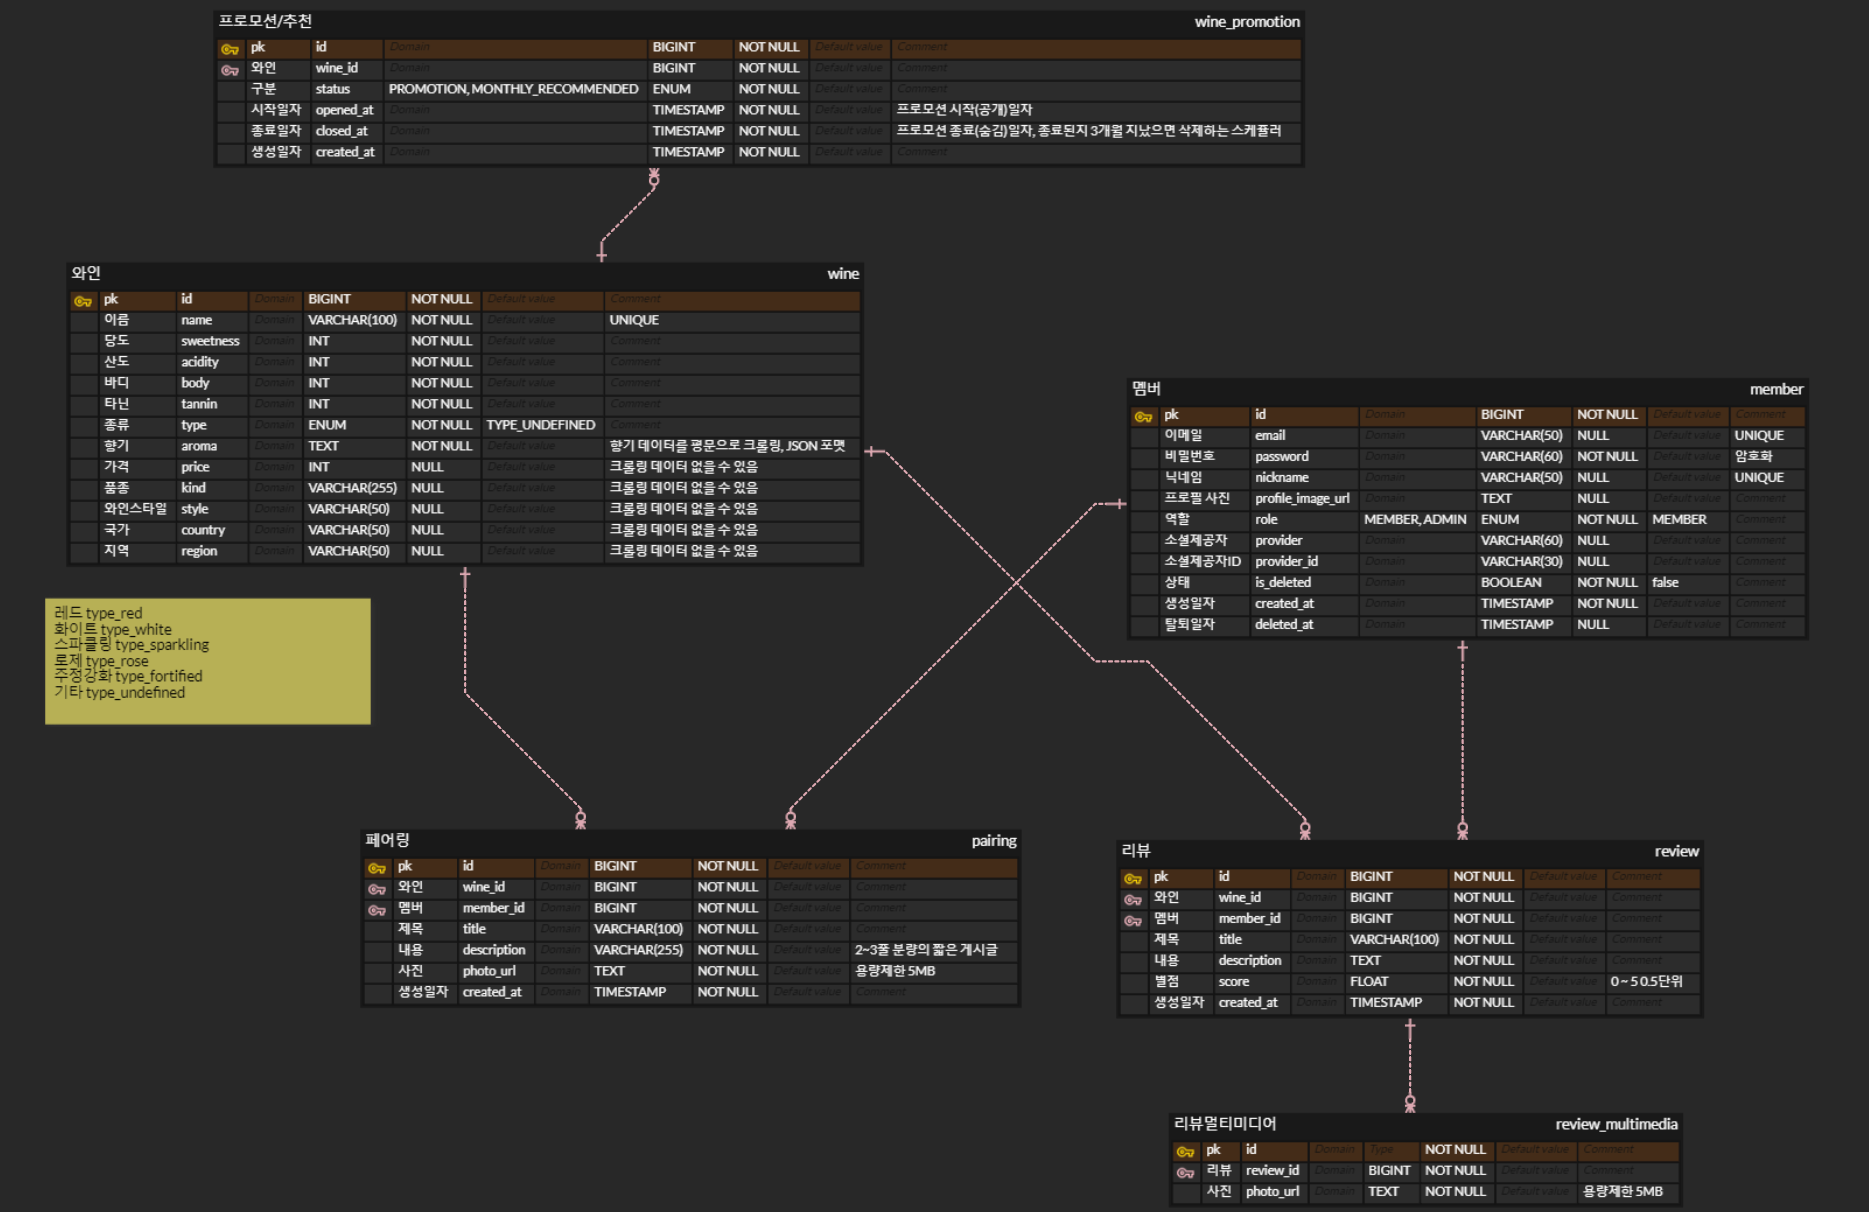 프로모션/추천 wine_promotion
pk id Domain BIGINT NOT NULL Default value Comment
와인 wine_id Domain BIGINT NOT NULL Default value Comment
구분 status PROMOTION, MONTHLY_RECOMMENDED ENUM NOT NULL Default value Comment
시작일자 opened_at Domain TIMESTAMP NOT NULL Default value 프로모션 시작(공개)일자
종료일자 closed_at Domain TIMESTAMP NOT NULL Default value 프로모션 종료(숨김)일자, 종료된지 3개월 지났으면 삭제하는 스케쥴러
생성일자 created_at Domain TIMESTAMP NOT NULL Default value Comment
와인 wine
pk id Domain BIGINT NOT NULL Default value Comment
이름 name Domain VARCHAR(100) NOT NULL Default value UNIQUE
당도 sweetness Domain INT NOT NULL Default value Comment
산도 acidity Domain INT NOT NULL Default value Comment
바디 body Domain INT NOT NULL Default value Comment
타닌 tannin Domain INT NOT NULL Default value Comment
종류 type Domain ENUM NOT NULL TYPE_UNDEFINED Comment
향기 aroma Domain TEXT NOT NULL Default value 향기 데이터를 평문으로 크롤링, JSON 포맷
가격 price Domain INT NULL Default value 크롤링 데이터 없을 수 있음
품종 kind Domain VARCHAR(255) NULL Default value 크롤링 데이터 없을 수 있음
와인스타일 style Domain VARCHAR(50) NULL Default value 크롤링 데이터 없을 수 있음
국가 country Domain VARCHAR(50) NULL Default value 크롤링 데이터 없을 수 있음
지역 region Domain VARCHAR(50) NULL Default value 크롤링 데이터 없을 수 있음
멤버 member
pk id Domain BIGINT NOT NULL Default value Comment
이메일 email Domain VARCHAR(50) NULL Default value UNIQUE
비밀번호 password Domain VARCHAR(60) NOT NULL Default value 암호화
닉네임 nickname Domain VARCHAR(50) NULL Default value UNIQUE
프로필 사진 profile_image_url Domain TEXT NULL Default value Comment
역할 role MEMBER, ADMIN ENUM NOT NULL MEMBER Comment
소셜제공자 provider Domain VARCHAR(60) NULL Default value Comment
소셜제공자ID provider_id Domain VARCHAR(30) NULL Default value Comment
상태 is_deleted Domain BOOLEAN NOT NULL false Comment
생성일자 created_at Domain TIMESTAMP NOT NULL Default value Comment
탈퇴일자 deleted_at Domain TIMESTAMP NULL Default value Comment
레드 type_red
화이트 type_white
스파클링 type_sparkling
로제 type_rose
주정강화 type_fortified
기타 type_undefined
페어링 pairing
pk id Domain BIGINT NOT NULL Default value Comment
와인 wine_id Domain BIGINT NOT NULL Default value Comment
멤버 member_id Domain BIGINT NOT NULL Default value Comment
제목 title Domain VARCHAR(100) NOT NULL Default value Comment
내용 description Domain VARCHAR(255) NOT NULL Default value 2~3줄 분량의 짧은 게시글
사진 photo_url Domain TEXT NOT NULL Default value 용량제한 5MB
생성일자 created_at Domain TIMESTAMP NOT NULL Default value Comment
리뷰 review
pk id Domain BIGINT NOT NULL Default value Comment
와인 wine_id Domain BIGINT NOT NULL Default value Comment
멤버 member_id Domain BIGINT NOT NULL Default value Comment
제목 title Domain VARCHAR(100) NOT NULL Default value Comment
내용 description Domain TEXT NOT NULL Default value Comment
별점 score Domain FLOAT NOT NULL Default value 0 ~ 5 0.5단위
생성일자 created_at Domain TIMESTAMP NOT NULL Default value Comment
리뷰멀티미디어 review_multimedia
pk id Domain Type NOT NULL Default value Comment
리뷰 review_id Domain BIGINT NOT NULL Default value Comment
사진 photo_url Domain TEXT NOT NULL Default value 용량제한 5MB